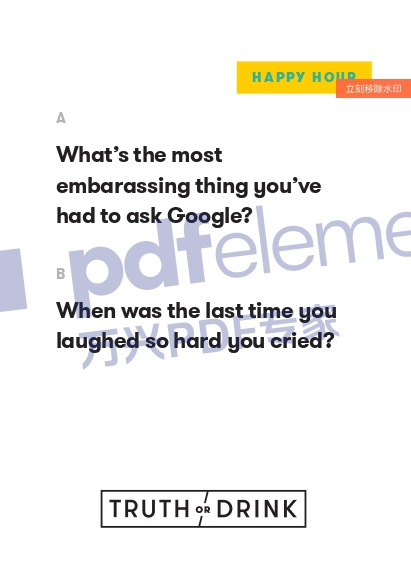 HAPPY HOUR
立刻移除水印
A
What's the most
embarassing thing you've
had to ask Google?
pdfeleme
B
When was the last time you
laughed so hard you cried?
万兴PDF专家
TRUTH OR DRINK